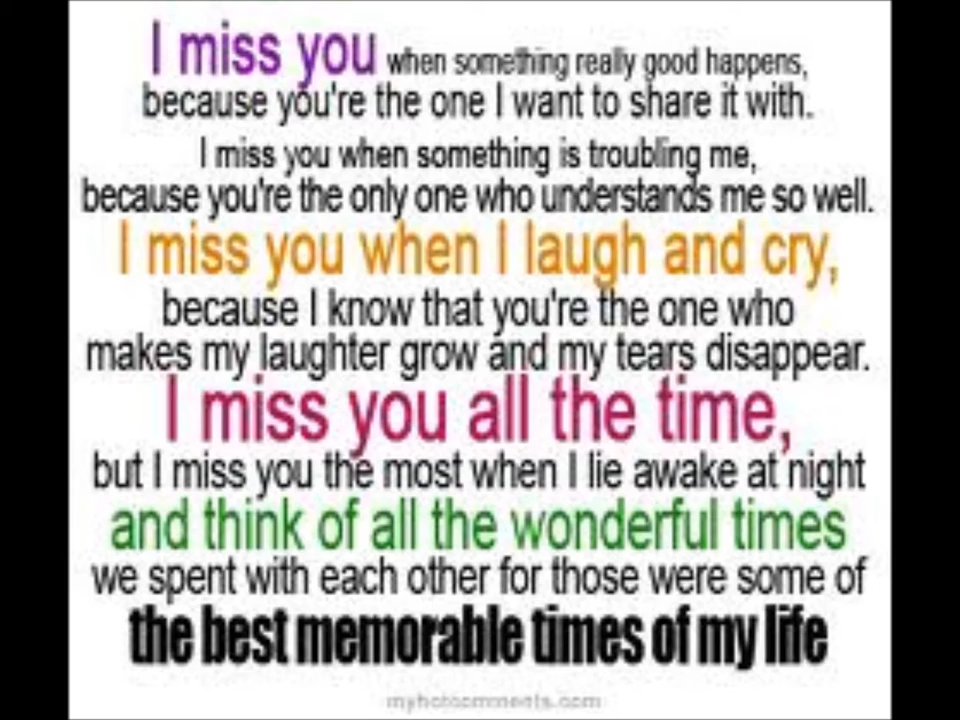 I miss you when something really good happens,
because you're the one I want to share it with.
I miss you when something is troubling me,
because you're the only one who understands me so well.
I miss you when I laugh and cry,
because I know that you're the one who
makes my laughter grow and my tears disappear.
I miss you all the time,
but I miss you the most when I lie awake at night
and think of all the wonderful times
we spent with each other for those were some of
the best memorable times of my life
myhotcomments.com